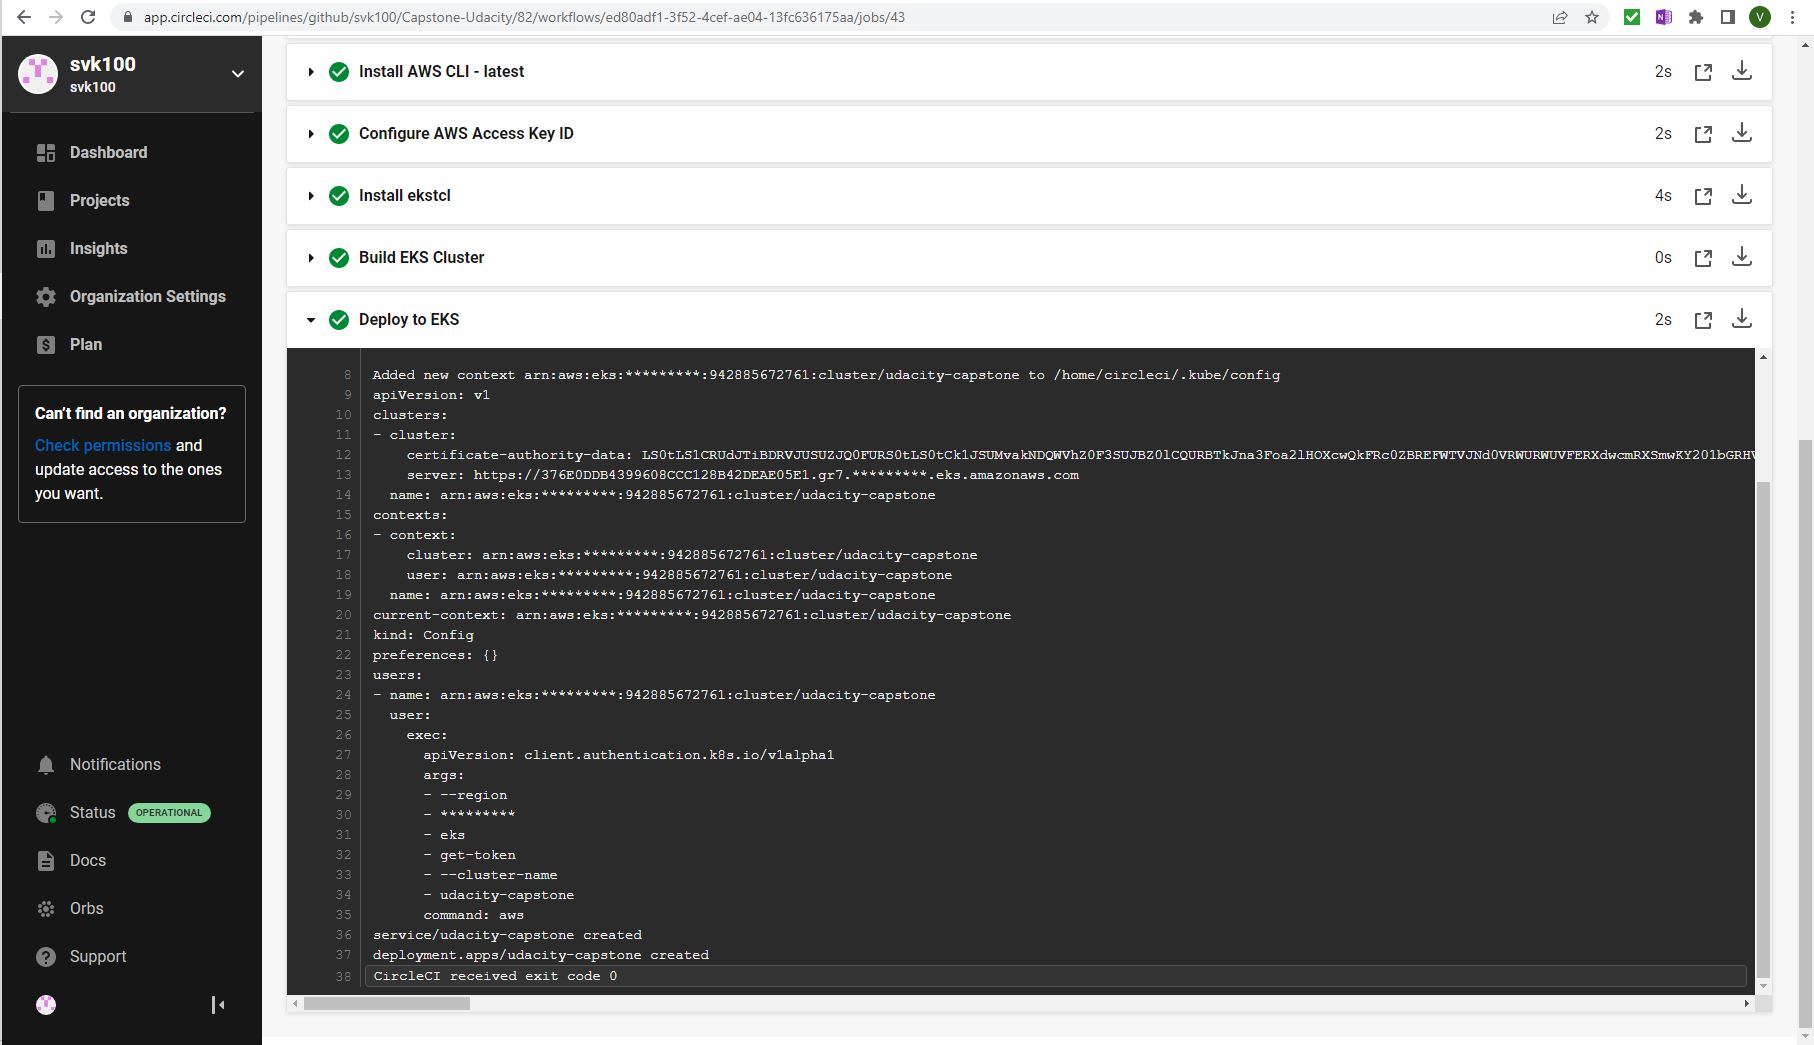 app.circleci.com/pipelines/github/svk100/Capstone-Udacity/82/workflows/ed80adf1-3f52-4cef-ae04-13fc636175aa/jobs/43
V
svk100
svk100
Dashboard
Projects
Insights
Organization Settings
Plan
Can't find an organization?
Check permissions and
update access to the ones
you want.
Notifications
Status OPERATIONAL
Docs
Orbs
Support
Install AWS CLI - latest 2s
Configure AWS Access Key ID 2s
Install ekstcl 4s
Build EKS Cluster 0s
Deploy to EKS 2s
8 Added new context arn:aws:eks:*********:942885672761:cluster/udacity-capstone to /home/circleci/.kube/config
9 apiVersion: v1
10 clusters:
11 - cluster:
12 certificate-authority-data:
13 server: https://376E0DDB4399608CCC128B42DEAE05E1.gr7.*********.eks.amazonaws.com
14 name: arn:aws:eks:*********:942885672761:cluster/udacity-capstone
15 contexts:
16 - context:
17 cluster: arn:aws:eks:*********:942885672761:cluster/udacity-capstone
18 user: arn:aws:eks:*********:942885672761:cluster/udacity-capstone
19 name: arn:aws:eks:*********:942885672761:cluster/udacity-capstone
20 current-context: arn:aws:eks:*********:942885672761:cluster/udacity-capstone
21 kind: Config
22 preferences: {}
23 users:
24 - name: arn:aws:eks:*********:942885672761:cluster/udacity-capstone
25 user:
26 exec:
27 apiVersion: client.authentication.k8s.io/v1alpha1
28 args:
29 - --region
30 - *********
31 - eks
32 - get-token
33 - --cluster-name
34 - udacity-capstone
35 command: aws
36 service/udacity-capstone created
37 deployment.apps/udacity-capstone created
38 CircleCI received exit code 0